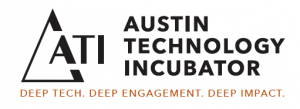 ATI
AUSTIN
TECHNOLOGY
INCUBATOR
DEEP TECH. DEEP ENGAGEMENT. DEEP IMPACT.